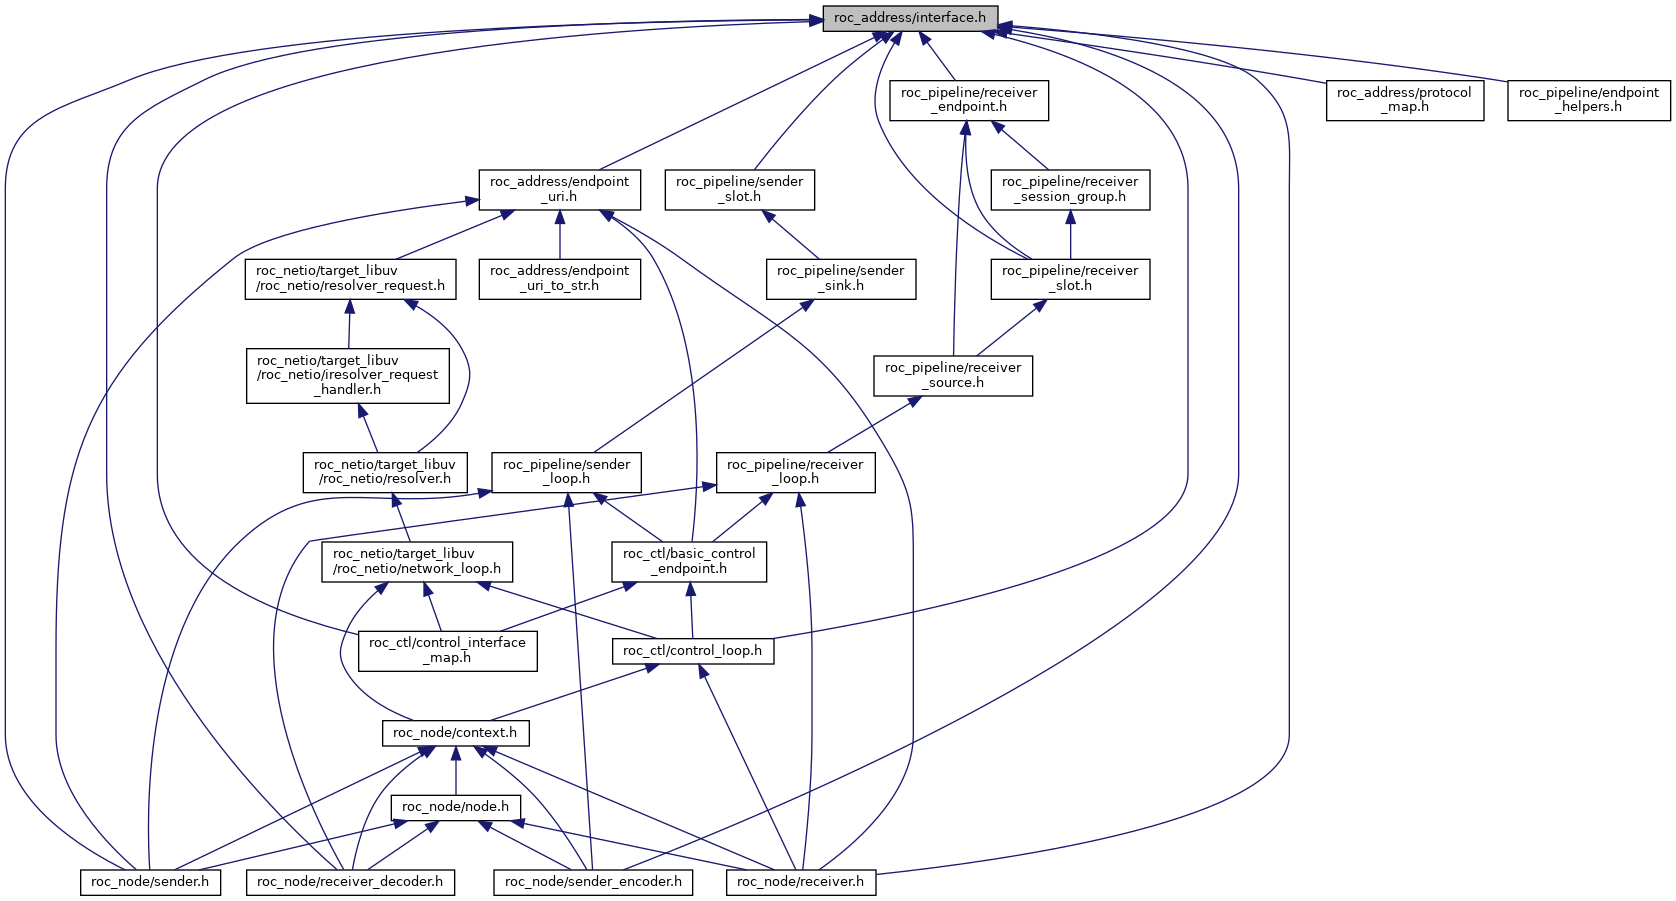 roc_address/interface.h
roc_pipeline/receiver
_endpoint.h
roc_address/protocol
_map.h
roc_pipeline/endpoint
_helpers.h
roc_address/endpoint
_uri.h
roc_pipeline/sender
_slot.h
roc_pipeline/receiver
_session_group.h
roc_netio/target_libuv
/roc_netio/resolver_request.h
roc_address/endpoint
_uri_to_str.h
roc_pipeline/sender
_sink.h
roc_pipeline/receiver
_slot.h
roc_netio/target_libuv
/roc_netio/iresolver_request
_handler.h
roc_pipeline/receiver
_source.h
roc_netio/target_libuv
/roc_netio/resolver.h
roc_pipeline/sender
_loop.h
roc_pipeline/receiver
_loop.h
roc_netio/target_libuv
/roc_netio/network_loop.h
roc_ctl/basic_control
_endpoint.h
roc_ctl/control_interface
_map.h
roc_ctl/control_loop.h
roc_node/context.h
roc_node/node.h
roc_node/sender.h
roc_node/receiver_decoder.h
roc_node/sender_encoder.h
roc_node/receiver.h